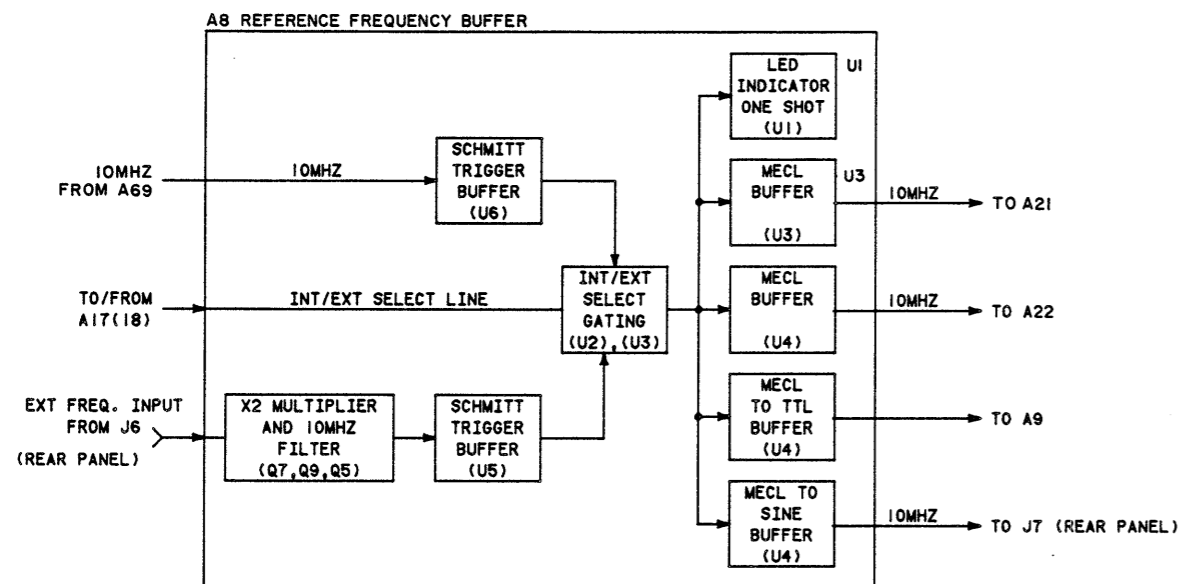 A8 REFERENCE FREQUENCY BUFFER
LED
INDICATOR
ONE SHOT
(U1)
U1
10MHZ
FROM A69
10MHZ
SCHMITT
TRIGGER
BUFFER
(U6)
MECL
BUFFER
(U3)
U3
10MHZ
TO A21
TO/FROM
A17(18)
INT/EXT SELECT LINE
INT/EXT
SELECT
GATING
(U2),(U3)
MECL
BUFFER
(U4)
10MHZ
TO A22
EXT FREQ. INPUT
FROM J6
(REAR PANEL)
X2 MULTIPLIER
AND 10MHZ
FILTER
(Q7,Q9,Q5)
SCHMITT
TRIGGER
BUFFER
(U5)
MECL
TO TTL
BUFFER
(U4)
TO A9
MECL TO
SINE
BUFFER
(U4)
10MHZ
TO J7 (REAR PANEL)